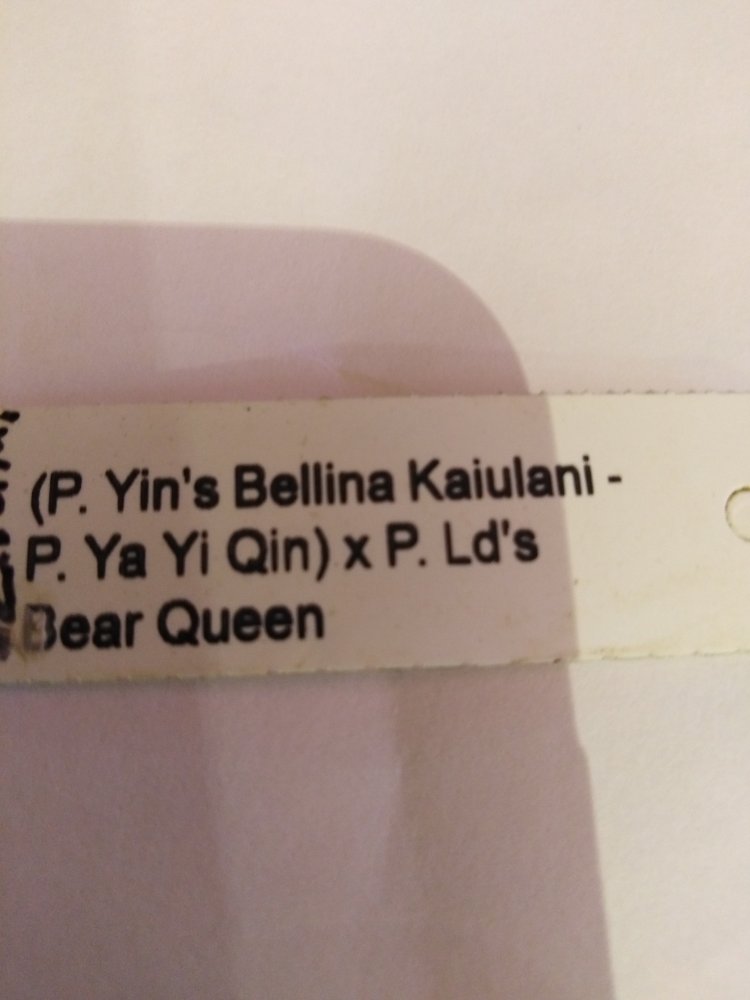 (P. Yin's Bellina Kaiulani -
P. Ya Yi Qin) x P. Ld's
Bear Queen